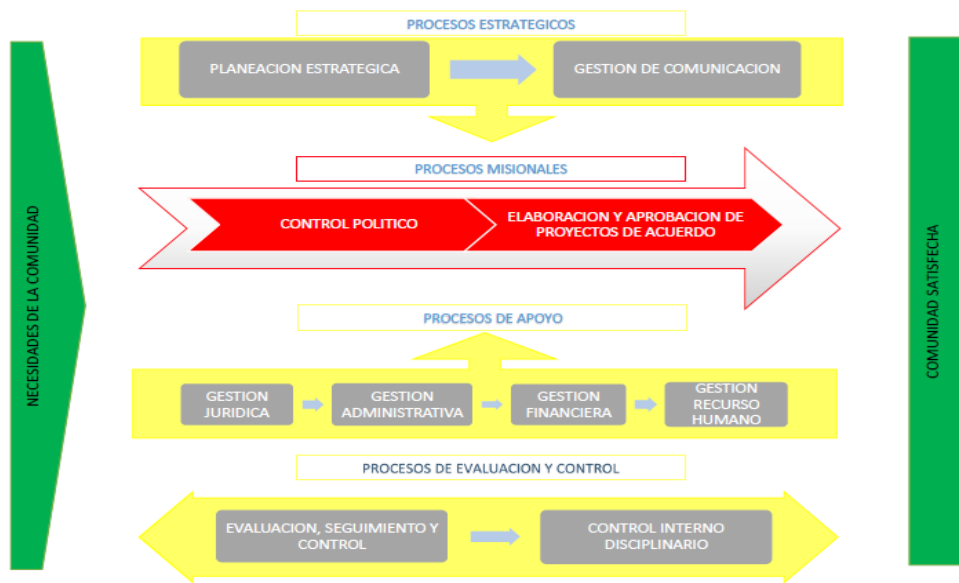 PROCESOS ESTRATEGICOS
PLANEACION ESTRATEGICA
GESTION DE COMUNICACION
NECESIDADES DE LA COMUNIDAD
PROCESOS MISIONALES
CONTROL POLITICO
ELABORACION Y APROBACION DE
PROYECTOS DE ACUERDO
COMUNIDAD SATISFECHA
PROCESOS DE APOYO
GESTION
JURIDICA
GESTION
ADMINISTRATIVA
GESTION
FINANCIERA
GESTION
RECURSO
HUMANO
PROCESOS DE EVALUACION Y CONTROL
EVALUACION, SEGUIMIENTO Y
CONTROL
CONTROL INTERNO
DISCIPLINARIO